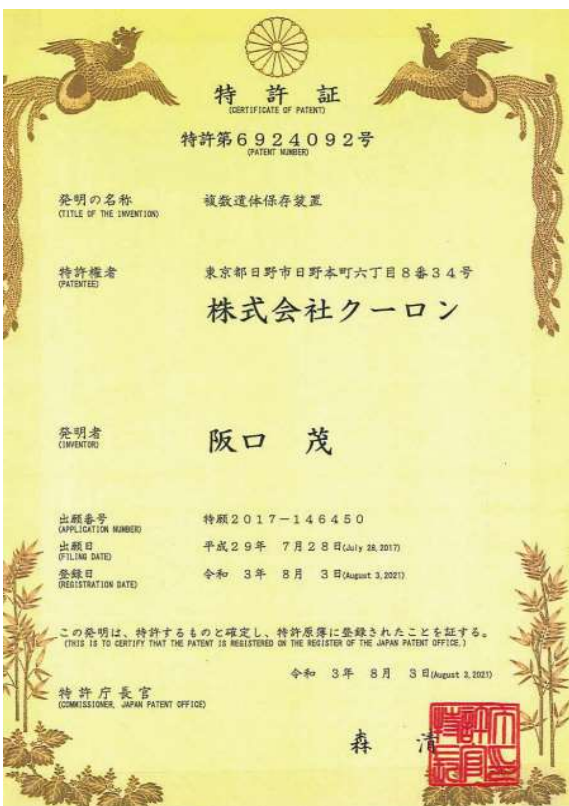 特許証
(CERTIFICATE OF PATENT)
特許第6924092号
(PATENT NUMBER)
発明の名称 複数遺体保存装置
(TITLE OF THE INVENTION)
特許権者 東京都日野市日野本町六丁目8番34号
(PATENTEE)
株式会社クーロン
発明者 阪口 茂
(INVENTOR)
出願番号 特願2017-146450
(APPLICATION NUMBER)
出願日 平成29年 7月28日(July 28, 2017)
(FILING DATE)
登録日 令和 3年 8月 3日(August 3, 2021)
(REGISTRATION DATE)
この発明は、特許するものと確定し、特許原簿に登録されたことを証する。
(THIS IS TO CERTIFY THAT THE PATENT IS REGISTERED ON THE REGISTER OF THE JAPAN PATENT OFFICE.)
令和 3年 8月 3日(August 3, 2021)
特許庁長官
(COMMISSIONER, JAPAN PATENT OFFICE)
森 清